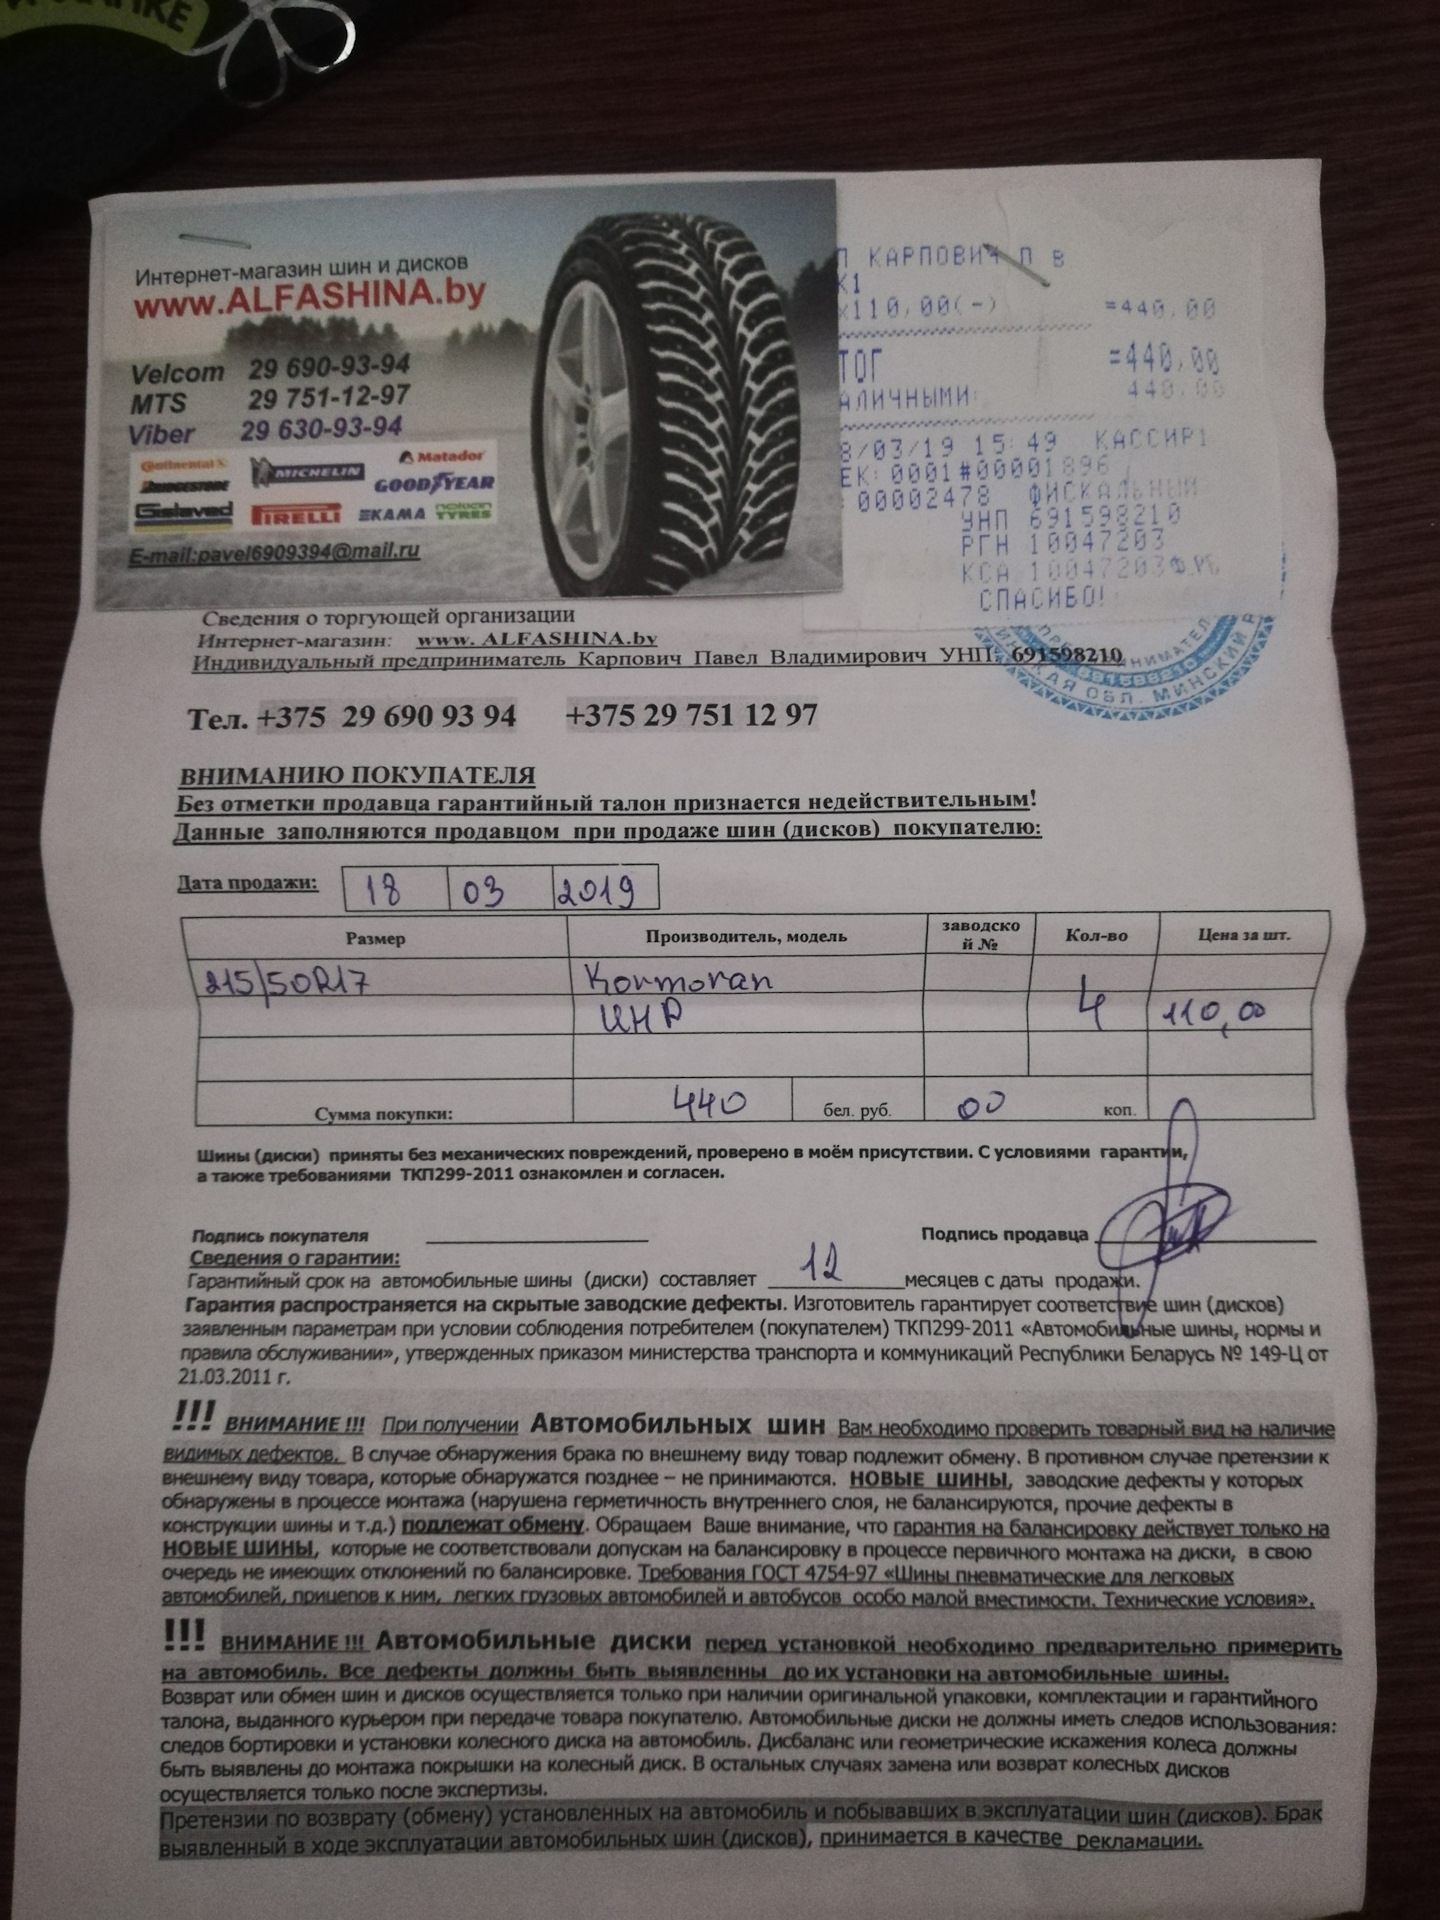 Интернет-магазин шин и дисков
www.ALFASHINA.by
Velcom 29 690-93-94
MTS 29 751-12-97
Viber 29 630-93-94
Continental MICHELIN Matador
BRIDGESTONE GOODYEAR
Gislaved PIRELLI КАМА nokian TYRES
E-mail:pavel6909394@mail.ru
П КАРПОВИЧ П В
К1
х110,00(-) =440,00
ТОГ =440,00
АЛИЧНЫМИ: 440.00
8/03/19 15:49 КАССИР1
ЕК:0001#00001896
:00002478 ФИСКАЛЬНЫЙ
УНП 691598210
РГН 10047203
КСА 10047203
СПАСИБО!
Сведения о торгующей организации
Интернет-магазин: www. ALFASHINA.by
Индивидуальный предприниматель Карпович Павел Владимирович УНП: 691598210
691598210
КАЯ ОБЛ. МИНСКИЙ Р
Тел. +375 29 690 93 94 +375 29 751 12 97
ВНИМАНИЮ ПОКУПАТЕЛЯ
Без отметки продавца гарантийный талон признается недействительным!
Данные заполняются продавцом при продаже шин (дисков) покупателю:
Дата продажи: 18 03 2019
Размер Производитель, модель заводско й № Кол-во Цена за шт.
215/50R17 Kormoran
UHP 4 110,00
Сумма покупки: 440 бел. руб. 00 коп.
Шины (диски) приняты без механических повреждений, проверено в моём присутствии. С условиями гарантии,
а также требованиями ТКП299-2011 ознакомлен и согласен.
Подпись покупателя Подпись продавца
Сведения о гарантии:
Гарантийный срок на автомобильные шины (диски) составляет 12 месяцев с даты продажи.
Гарантия распространяется на скрытые заводские дефекты. Изготовитель гарантирует соответствие шин (дисков)
заявленным параметрам при условии соблюдения потребителем (покупателем) ТКП299-2011 «Автомобильные шины, нормы и
правила обслуживании», утвержденных приказом министерства транспорта и коммуникаций Республики Беларусь № 149-Ц от
21.03.2011 г.
!!! ВНИМАНИЕ !!! При получении Автомобильных шин Вам необходимо проверить товарный вид на наличие
видимых дефектов. В случае обнаружения брака по внешнему виду товар подлежит обмену. В противном случае претензии к
внешнему виду товара, которые обнаружатся позднее – не принимаются. НОВЫЕ ШИНЫ, заводские дефекты у которых
обнаружены в процессе монтажа (нарушена герметичность внутреннего слоя, не балансируются, прочие дефекты в
конструкции шины и т.д.) подлежат обмену. Обращаем Ваше внимание, что гарантия на балансировку действует только на
НОВЫЕ ШИНЫ, которые не соответствовали допускам на балансировку в процессе первичного монтажа на диски, в свою
очередь не имеющих отклонений по балансировке. Требования ГОСТ 4754-97 «Шины пневматические для легковых
автомобилей, прицепов к ним, легких грузовых автомобилей и автобусов особо малой вместимости. Технические условия».
!!! ВНИМАНИЕ !!! Автомобильные диски перед установкой необходимо предварительно примерить
на автомобиль. Все дефекты должны быть выявленны до их установки на автомобильные шины.
Возврат или обмен шин и дисков осуществляется только при наличии оригинальной упаковки, комплектации и гарантийного
талона, выданного курьером при передаче товара покупателю. Автомобильные диски не должны иметь следов использования:
следов бортировки и установки колесного диска на автомобиль. Дисбаланс или геометрические искажения колеса должны
быть выявлены до монтажа покрышки на колесный диск. В остальных случаях замена или возврат колесных дисков
осуществляется только после экспертизы.
Претензии по возврату (обмену) установленных на автомобиль и побывавших в эксплуатации шин (дисков). Брак
выявленный в ходе эксплуатации автомобильных шин (дисков), принимается в качестве рекламации.